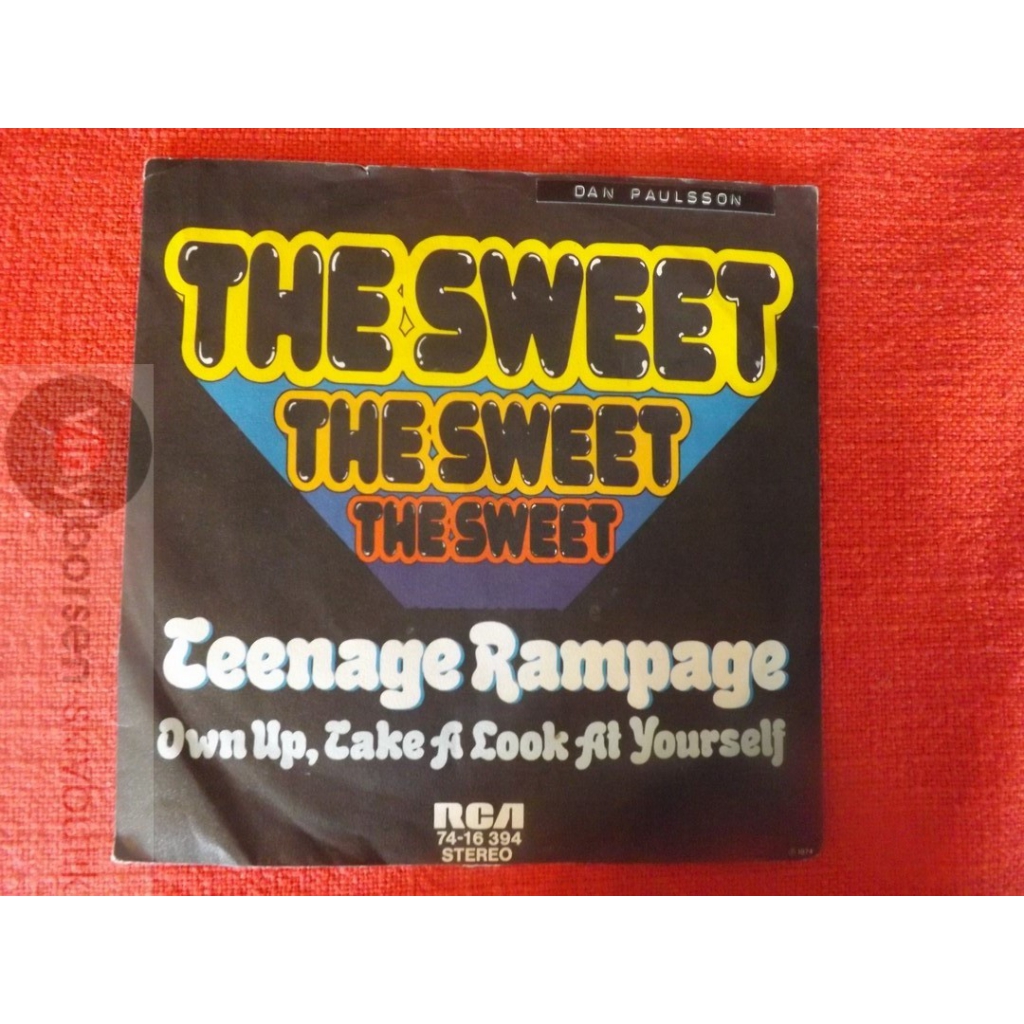 DAN PAULSSON
THE SWEET
THE SWEET
THE SWEET
Teenage Rampage
Own Up, Take A Look At Yourself
RCA
74-16 394
STEREO